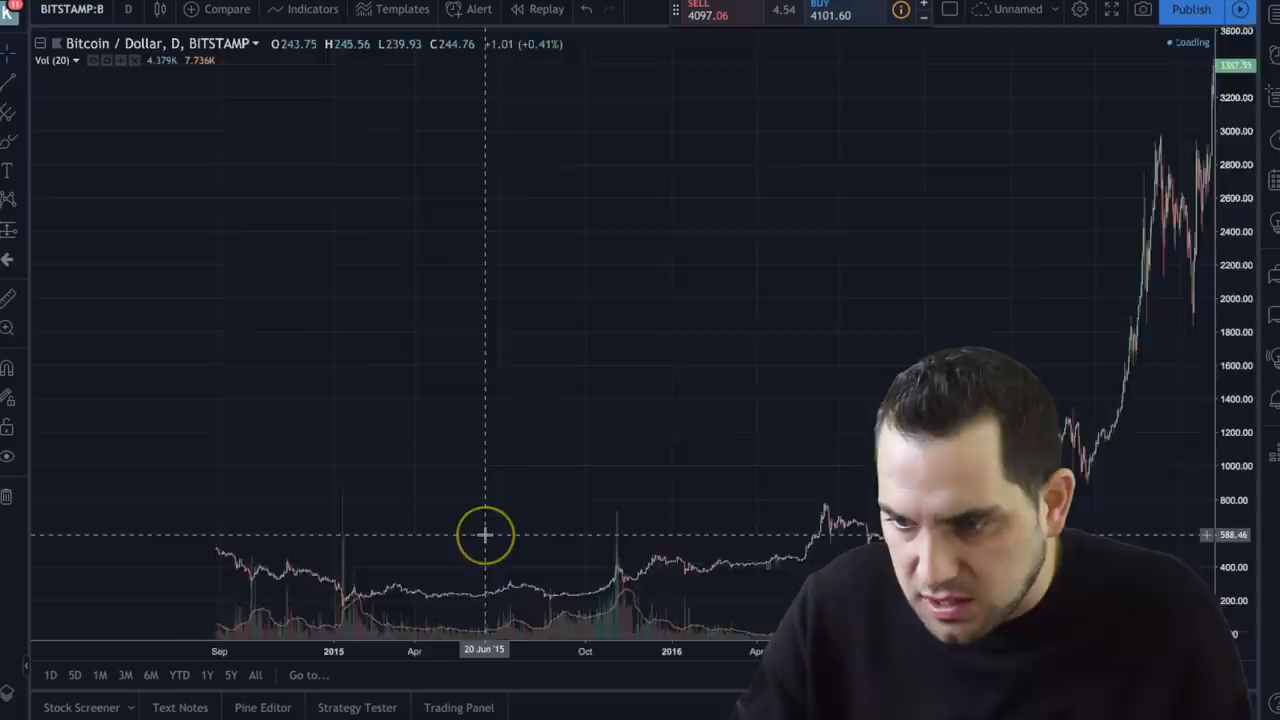 11
K
BITSTAMP:B D Compare Indicators Templates Alert Replay SELL 4097.06 4.54 BUY 4101.60 Unnamed Publish
Bitcoin / Dollar, D, BITSTAMP O243.75 H245.56 L239.93 C244.76 +1.01 (+0.41%)
Loading
Vol (20) 4.379K 7.736K
3600.00
3200.00
3000.00
2800.00
2600.00
2400.00
2200.00
2000.00
1800.00
1600.00
1400.00
1200.00
1000.00
800.00
588.46
400.00
200.00
Sep 2015 Apr 20 Jun '15 Oct 2016
1D 5D 1M 3M 6M YTD 1Y 5Y All Go to...
Stock Screener Text Notes Pine Editor Strategy Tester Trading Panel